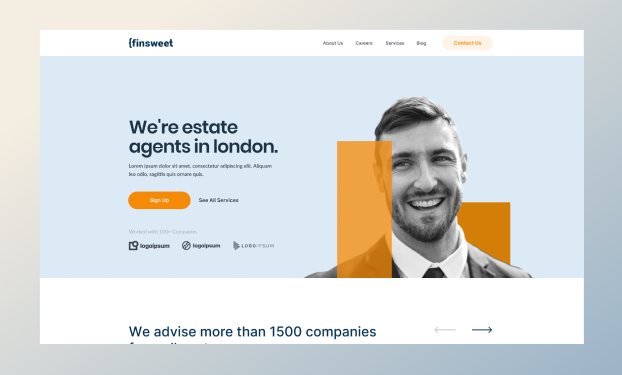 {finsweet
About Us Careers Services Blog Contact Us
We're estate
agents in london.
Lorem ipsum dolor sit amet, consectetur adipiscing elit. Aliquam
leo odio, sagittis quis ornare quis.
Sign Up See All Services
Worked with 100+ Companies
logoipsum logoipsum LOGOIPSUM
We advise more than 1500 companies